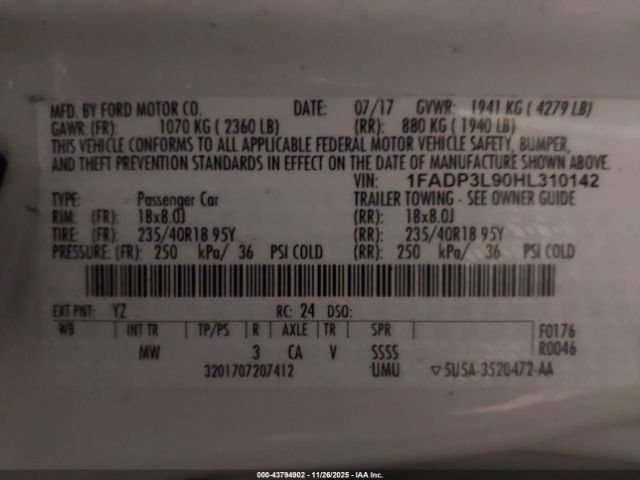 MFD. BY FORD MOTOR CO. DATE: 07/17 GVWR: 1941 KG ( 4279 LB)
GAWR: (FR): 1070 KG ( 2360 LB) (RR): 880 KG ( 1940 LB)
THIS VEHICLE CONFORMS TO ALL APPLICABLE FEDERAL MOTOR VEHICLE SAFETY, BUMPER,
AND THEFT PREVENTION STANDARDS IN EFFECT ON THE DATE OF MANUFACTURE SHOWN ABOVE.
VIN: 1FADP3L90HL310142
TYPE: Passenger Car TRAILER TOWING - SEE OWNER GUIDE
RIM: (FR): 18x8.0J (RR): 18x8.0J
TIRE: (FR): 235/40R18 95Y (RR): 235/40R18 95Y
PRESSURE: (FR): 250 kPa/ 36 PSI COLD (RR): 250 kPa/ 36 PSI COLD
EXT PNT: YZ RC: 24 DSO:
WB INT TR TP/PS R AXLE TR SPR F0176
MW 3 CA V SSSS R0046
3201707207412 UMU ▽5U5A-3520472-AA
000-43794902 - 11/26/2025 - IAA Inc.